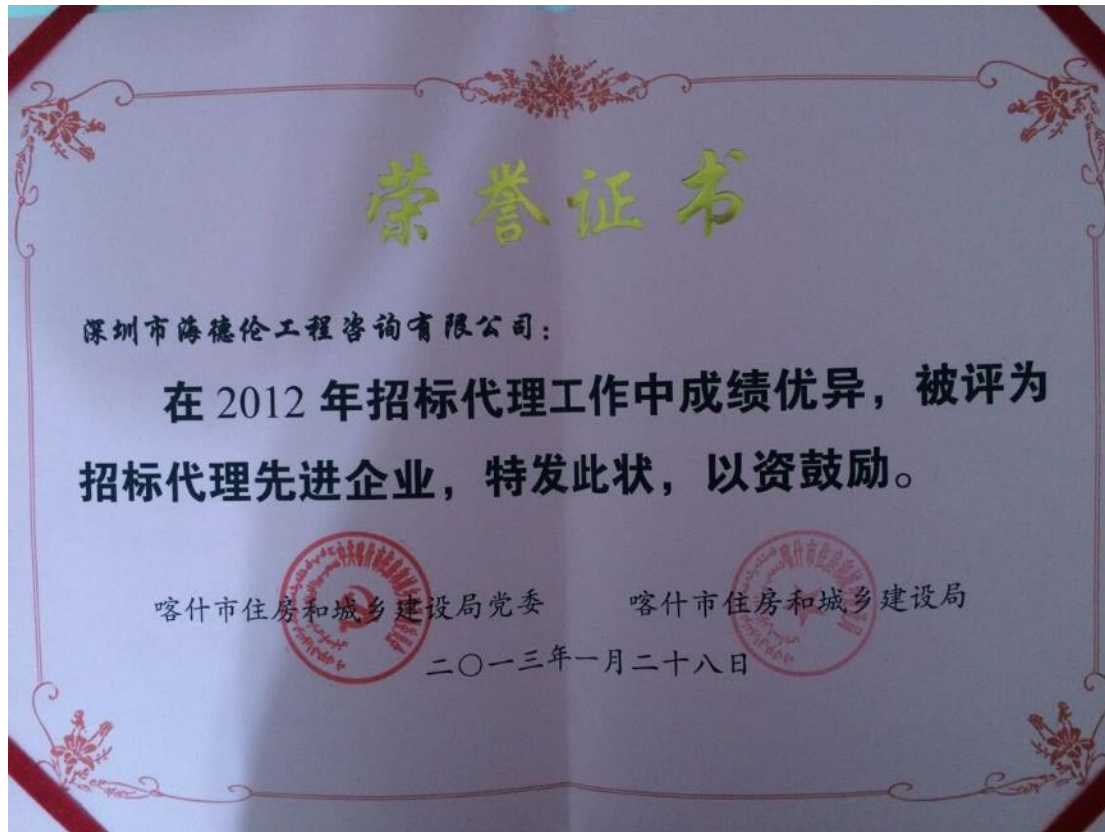 荣誉证书
深圳市海德伦工程咨询有限公司：
在2012年招标代理工作中成绩优异，被评为
招标代理先进企业，特发此状，以资鼓励。
喀什市住房和城乡建设局党委 喀什市住房和城乡建设局
二〇一三年一月二十八日